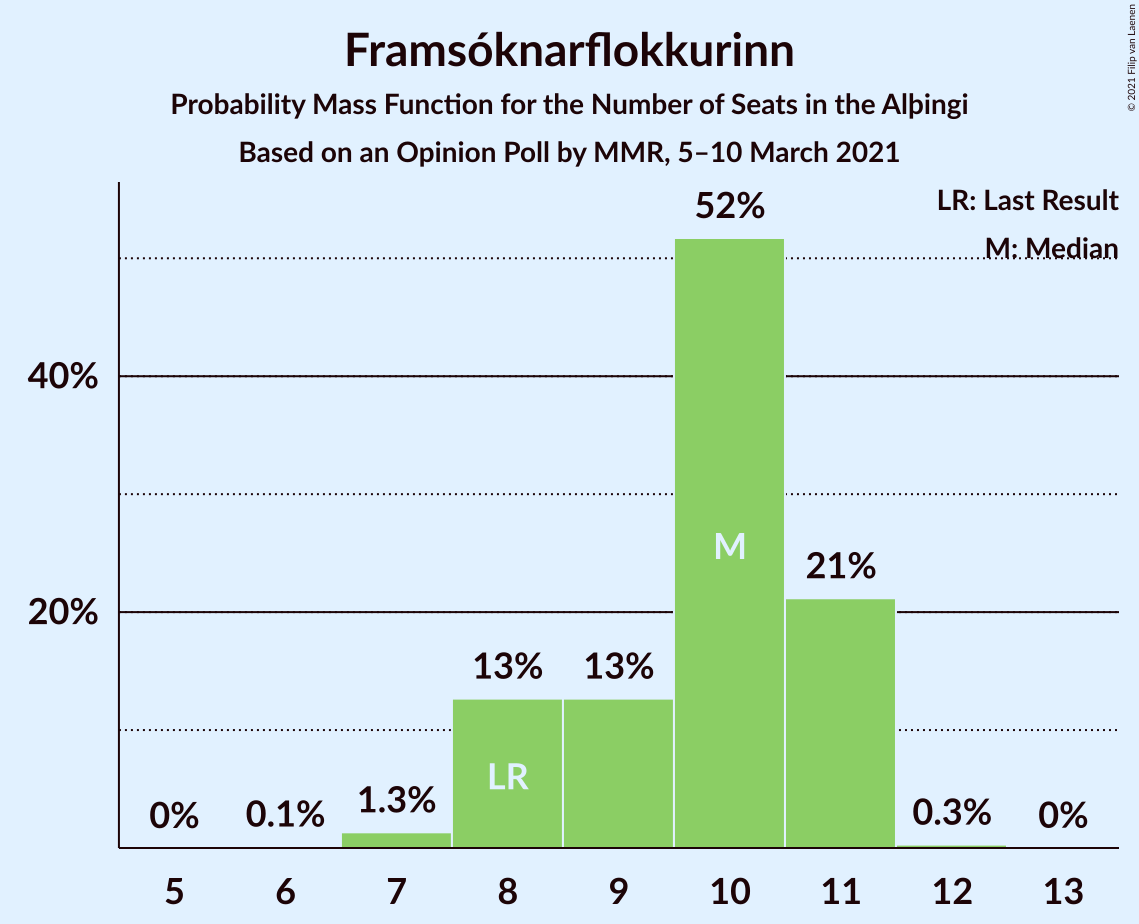 Framsóknarflokkurinn
Probability Mass Function for the Number of Seats in the Alþingi
Based on an Opinion Poll by MMR, 5–10 March 2021
© 2021 Filip van Laenen
LR: Last Result
M: Median
52%
40%
M
21%
20%
13%
13%
LR
0%
0.1%
1.3%
0.3%
0%
5 6 7 8 9 10 11 12 13